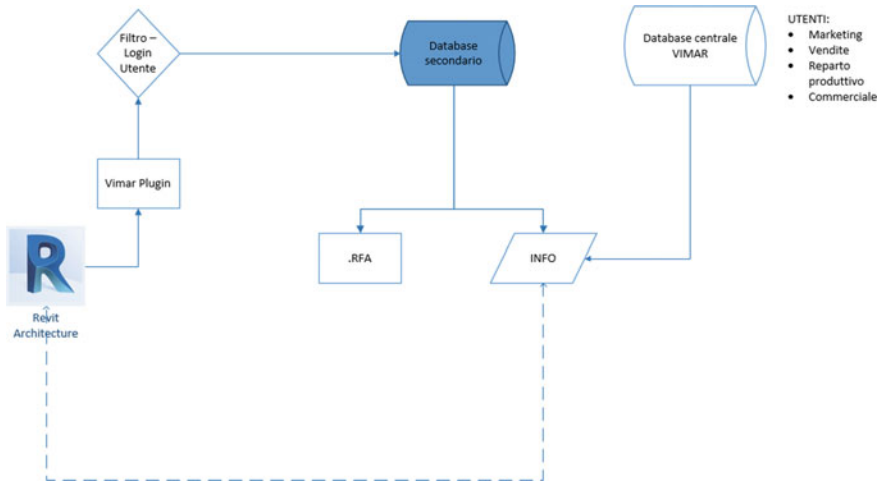 Filtro –
Login
Utente
Database
secondario
Database centrale
VIMAR
UTENTI:
• Marketing
• Vendite
• Reparto
produttivo
• Commerciale
Vimar Plugin
.RFA
INFO
R
Revit
Architecture